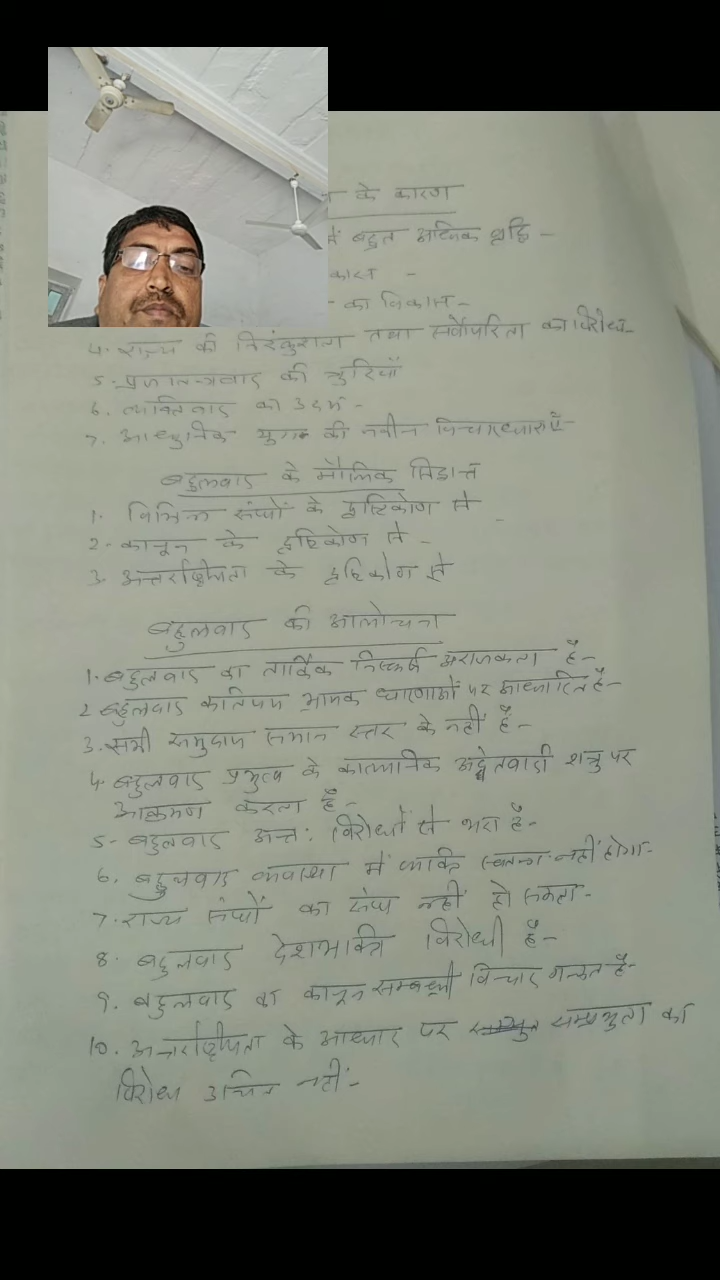 के कारण
में बहुत अधिक वृद्धि -
- का विकास -
4. राज्य की निरंकुशता तथा सर्वोपरिता का विरोध -
5. प्रजातन्त्रवाद की त्रुटियाँ
6. व्यक्तिवाद का उदय -
7. आधुनिक युग की नवीन विचारधाराएँ -
बहुलवाद के मौलिक सिद्धान्त
1. विभिन्न संघों के दृष्टिकोण से -
2. कानून के दृष्टिकोण से -
3. अन्तर्राष्ट्रीयता के दृष्टिकोण से
बहुलवाद की आलोचना
1. बहुलवाद का तार्किक निष्कर्ष अराजकता है -
2 बहुलवाद कतिपय भ्रामक धारणाओं पर आधारित है -
3. सभी समुदाय समान स्तर के नहीं हैं -
4. बहुलवाद प्रभुत्व के काल्पनिक अद्वैतवादी शत्रु पर
आक्रमण करता है -
5- बहुलवाद अन्तः विरोधों से भरा है -
6. बहुलवाद व्यवस्था में व्यक्ति स्वतन्त्र नहीं होगा -
7. राज्य संघों का संघ नहीं हो सकता -
8. बहुलवाद देशभक्ति विरोधी है -
9. बहुलवाद का कानून सम्बन्धी विचार गलत है -
10. अन्तर्राष्ट्रीयता के आधार पर सम्प्रभुता का
विरोध उचित नहीं -